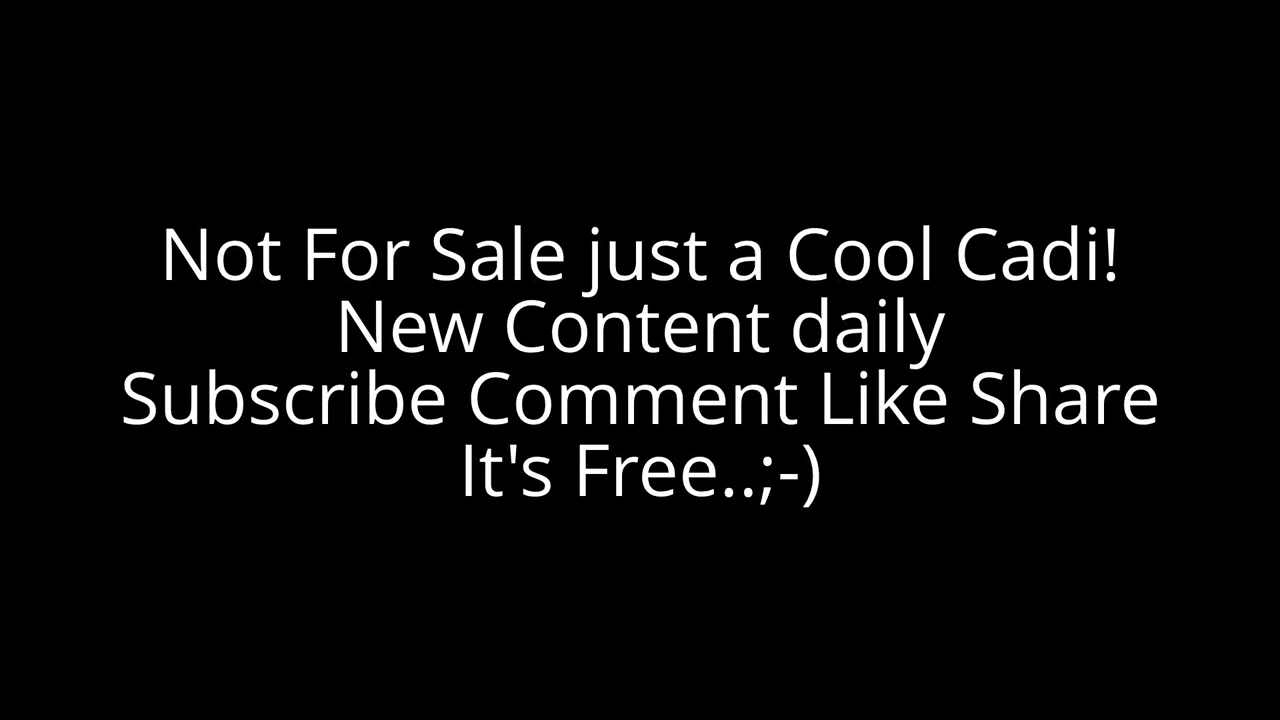 Not For Sale just a Cool Cadi!
New Content daily
Subscribe Comment Like Share
It's Free..;-)